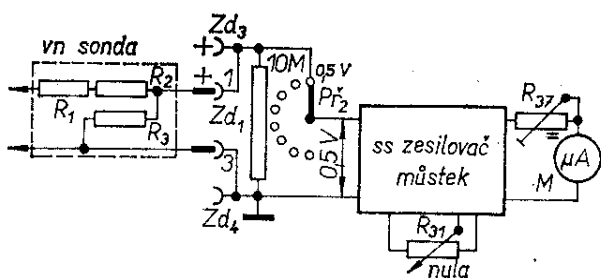 vn sonda
R1
R2
R3
+
Zd3
+
1
Zd1
3
Zd4
10M
0,5 V
Př2
0,5 V
ss zesilovač
můstek
R31
nula
R37
M
µA